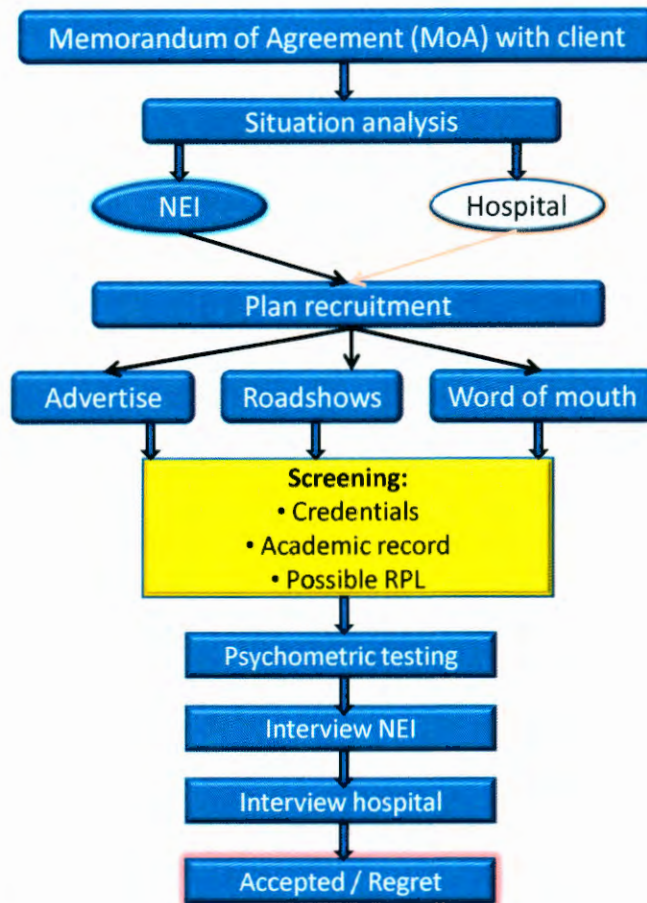 Memorandum of Agreement (MoA) with client
Situation analysis
NEI
Hospital
Plan recruitment
Advertise
Roadshows
Word of mouth
Screening:
• Credentials
• Academic record
• Possible RPL
Psychometric testing
Interview NEI
Interview hospital
Accepted / Regret